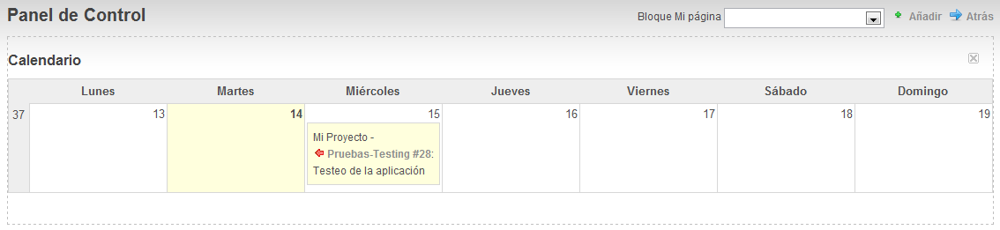 Panel de Control
Bloque Mi página Añadir Atrás
Calendario
Lunes Martes Miércoles Jueves Viernes Sábado Domingo
37 13 14 15 16 17 18 19
Mi Proyecto -
Pruebas-Testing #28:
Testeo de la aplicación